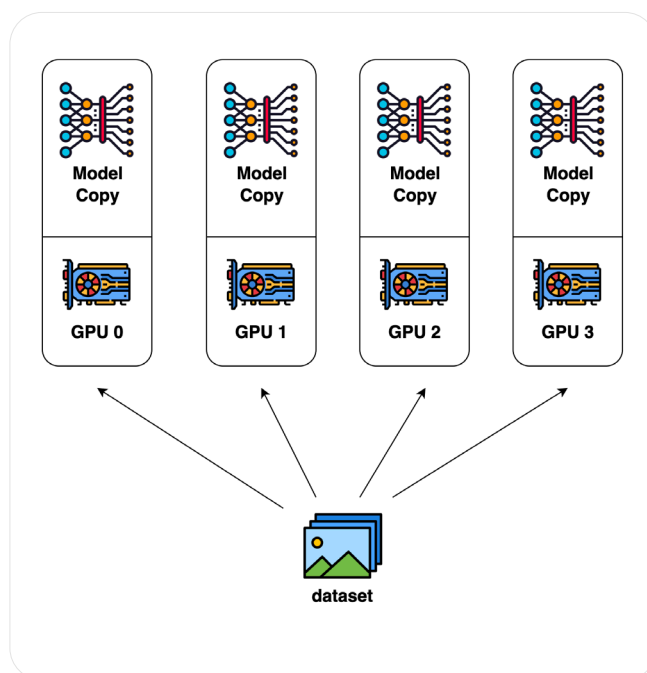 Model
Copy
Model
Copy
Model
Copy
Model
Copy
GPU 0
GPU 1
GPU 2
GPU 3
dataset